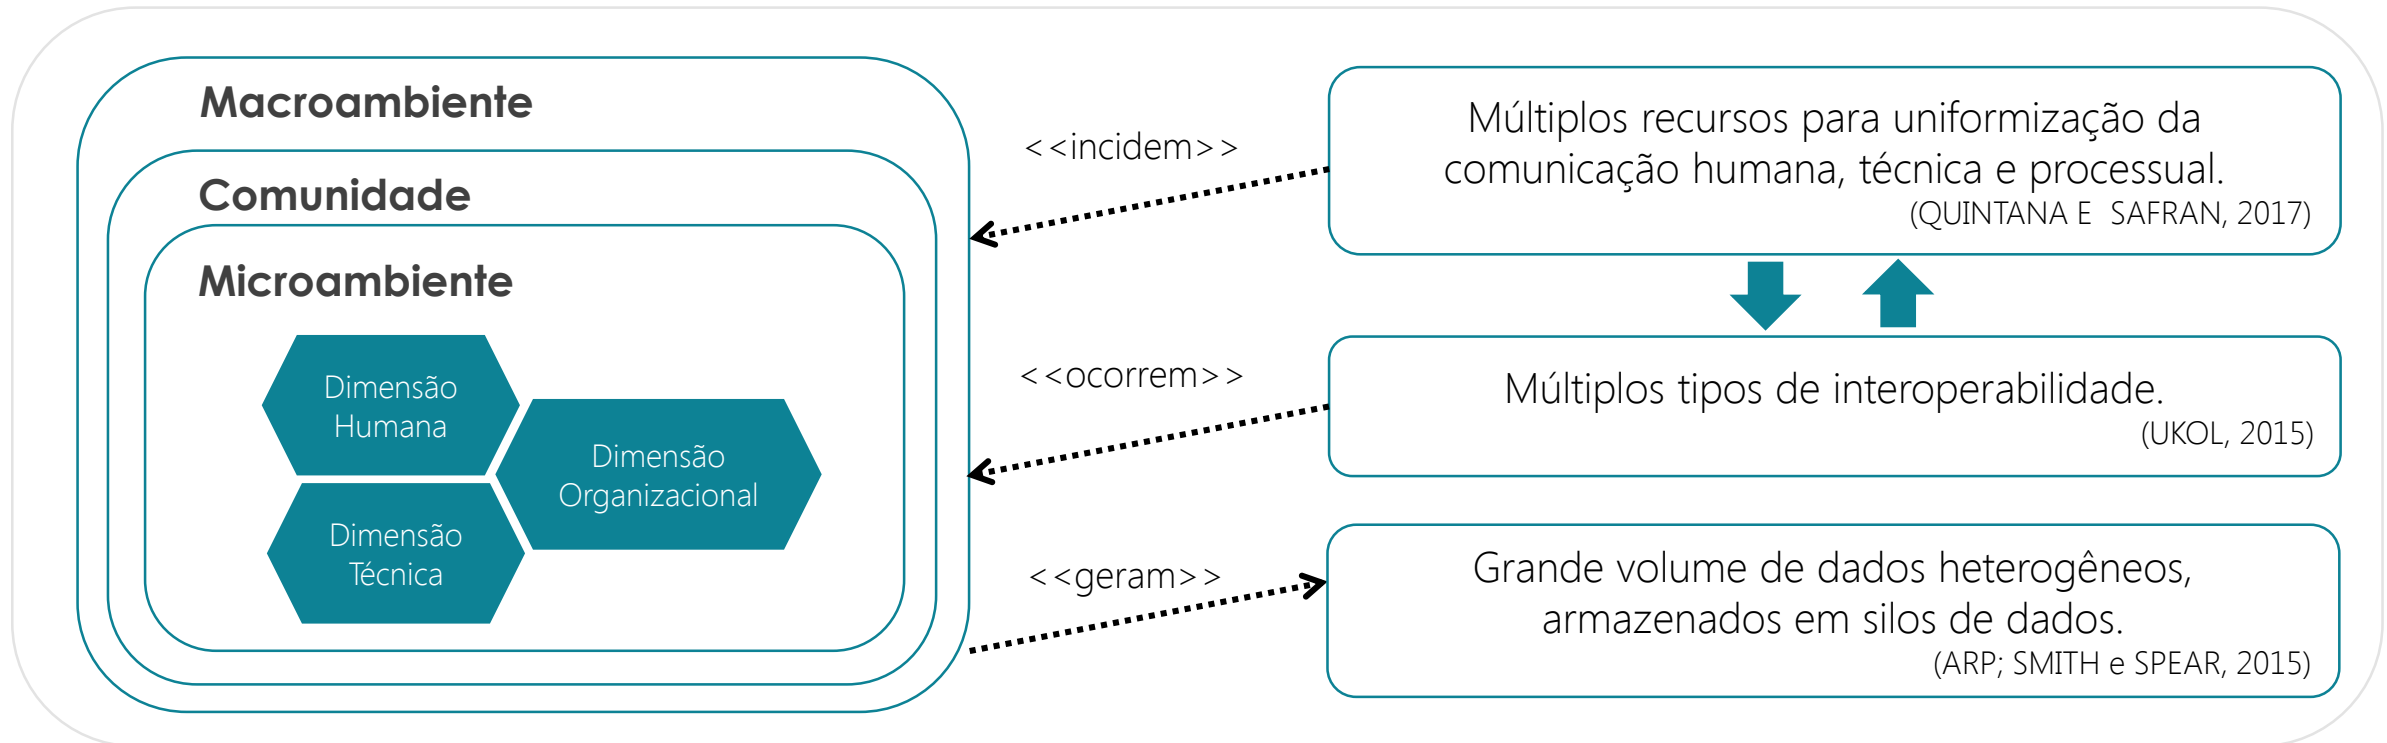 Macroambiente
Comunidade
Microambiente
Dimensão
Humana
Dimensão
Organizacional
Dimensão
Técnica
<<incidem>>
<<ocorrem>>
<<geram>>
Múltiplos recursos para uniformização da
comunicação humana, técnica e processual.
(QUINTANA E SAFRAN, 2017)
Múltiplos tipos de interoperabilidade.
(UKOL, 2015)
Grande volume de dados heterogêneos,
armazenados em silos de dados.
(ARP; SMITH e SPEAR, 2015)